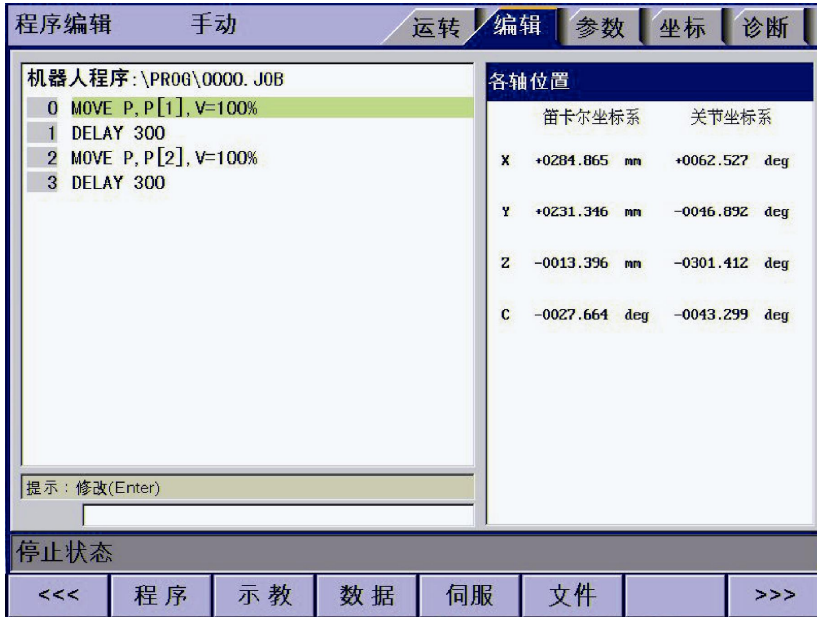 程序编辑 手动 运转 编辑 参数 坐标 诊断
机器人程序:\PROG\0000.JOB
0 MOVE P,P[1],V=100%
1 DELAY 300
2 MOVE P,P[2],V=100%
3 DELAY 300
提示:修改(Enter)
各轴位置
笛卡尔坐标系 关节坐标系
X +0284.865 mm +0062.527 deg
Y +0231.346 mm -0046.892 deg
Z -0013.396 mm -0301.412 deg
C -0027.664 deg -0043.299 deg
停止状态
<<< 程序 示教 数据 伺服 文件 >>>